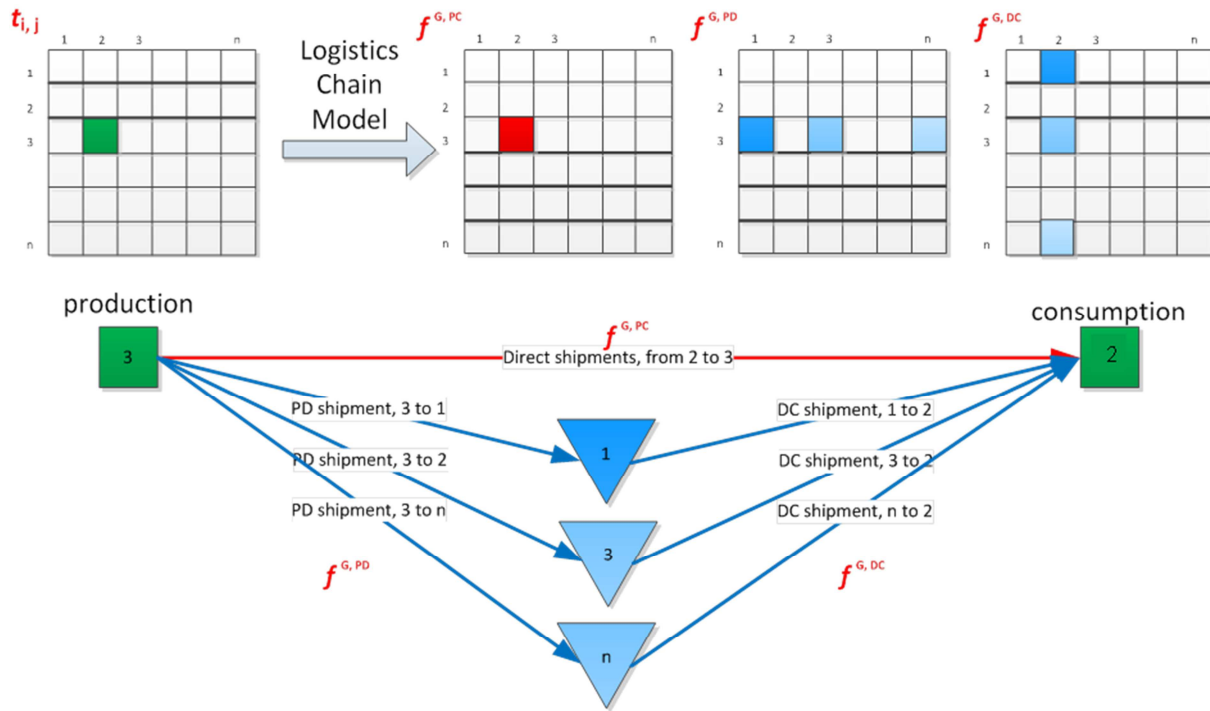 t i, j
1 2 3 n
1
2
3
n
Logistics
Chain
Model
f G, PC
1 2 3 n
1
2
3
n
f G, PD
1 2 3 n
1
2
3
n
f G, DC
1 2 3 n
1
2
3
n
production
consumption
3
f G, PC
Direct shipments, from 2 to 3
2
PD shipment, 3 to 1
DC shipment, 1 to 2
1
PD shipment, 3 to 2
DC shipment, 3 to 2
PD shipment, 3 to n
DC shipment, n to 2
3
f G, PD
f G, DC
n